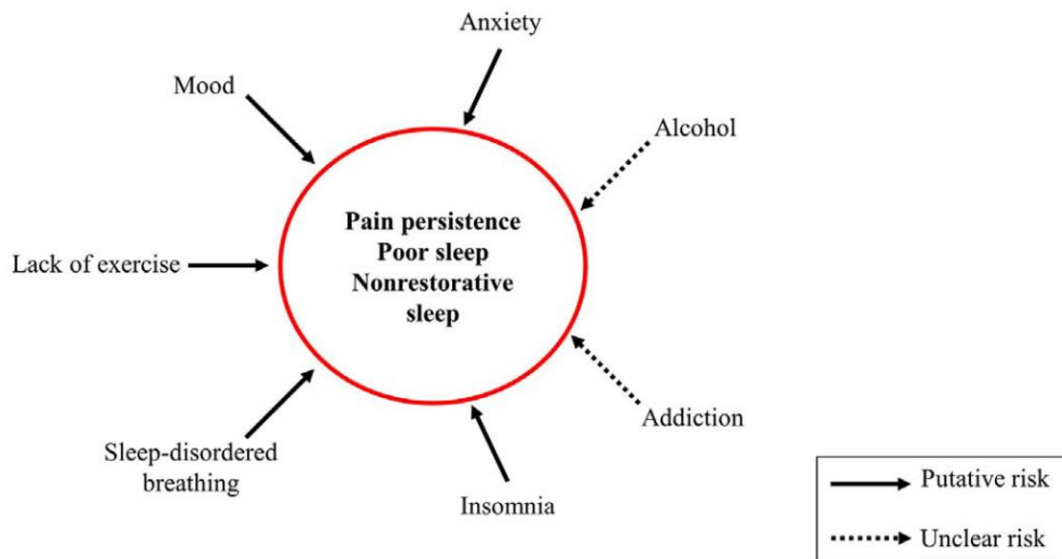 Anxiety
Mood
Alcohol
Pain persistence
Poor sleep
Nonrestorative
sleep
Lack of exercise
Addiction
Sleep-disordered
breathing
Insomnia
Putative risk
Unclear risk